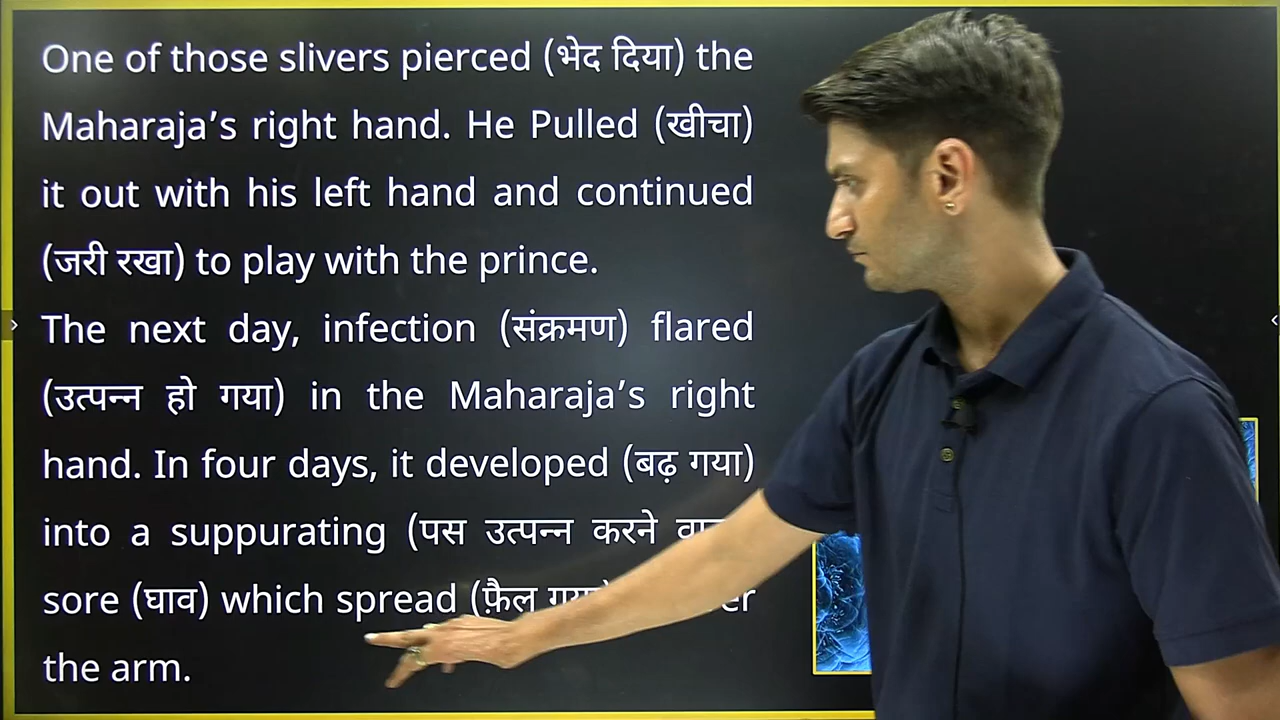 One of those slivers pierced (भेद दिया) the
Maharaja’s right hand. He Pulled (खीचा)
it out with his left hand and continued
(जरी रखा) to play with the prince.
The next day, infection (संक्रमण) flared
(उत्पन्न हो गया) in the Maharaja’s right
hand. In four days, it developed (बढ़ गया)
into a suppurating (पस उत्पन्न करने
sore (घाव) which spread (फ़ैल
the arm.